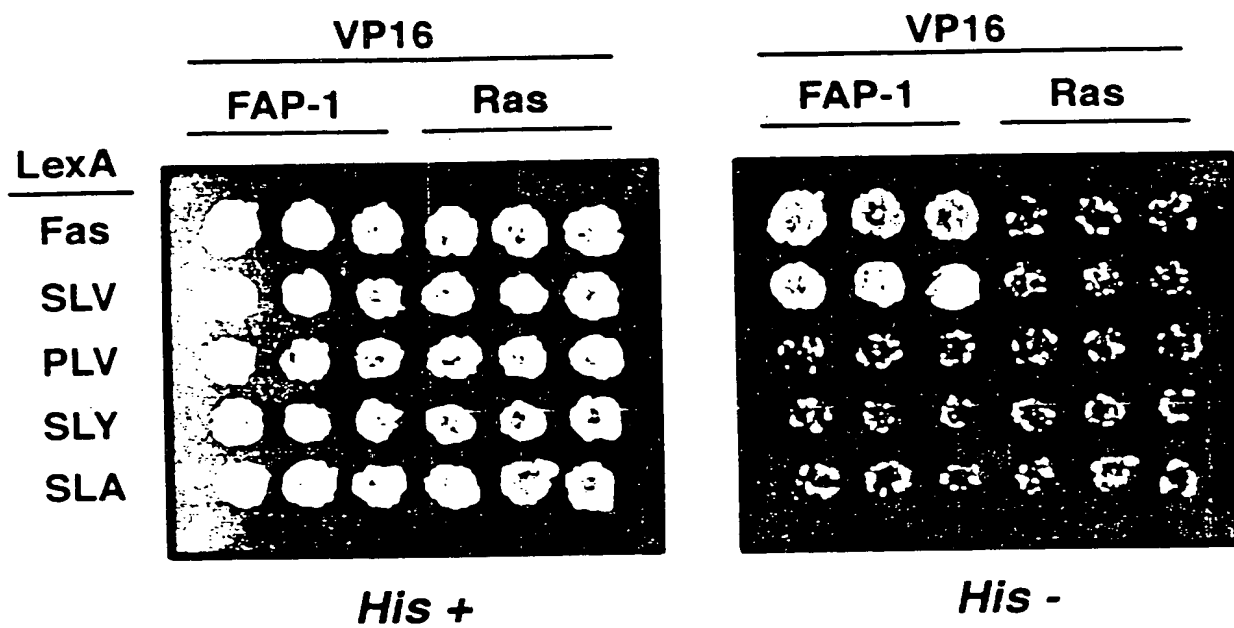 VP16
FAP-1 Ras
LexA
Fas
SLV
PLV
SLY
SLA
His +
VP16
FAP-1 Ras
His -